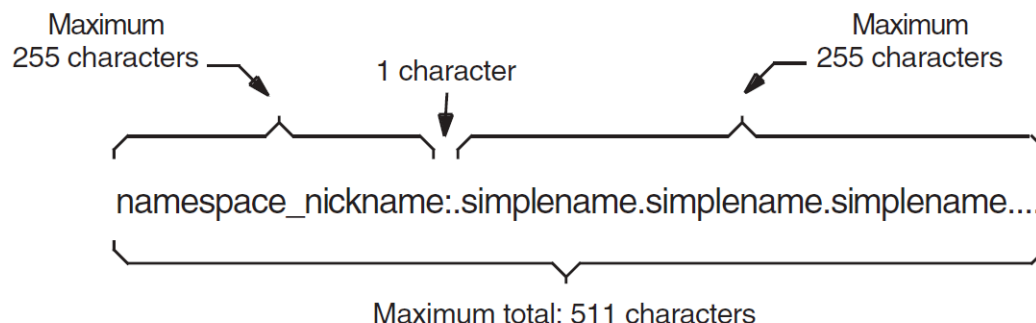 Maximum
255 characters
1 character
Maximum
255 characters
namespace_nickname:.simplename.simplename.simplename....
Maximum total: 511 characters